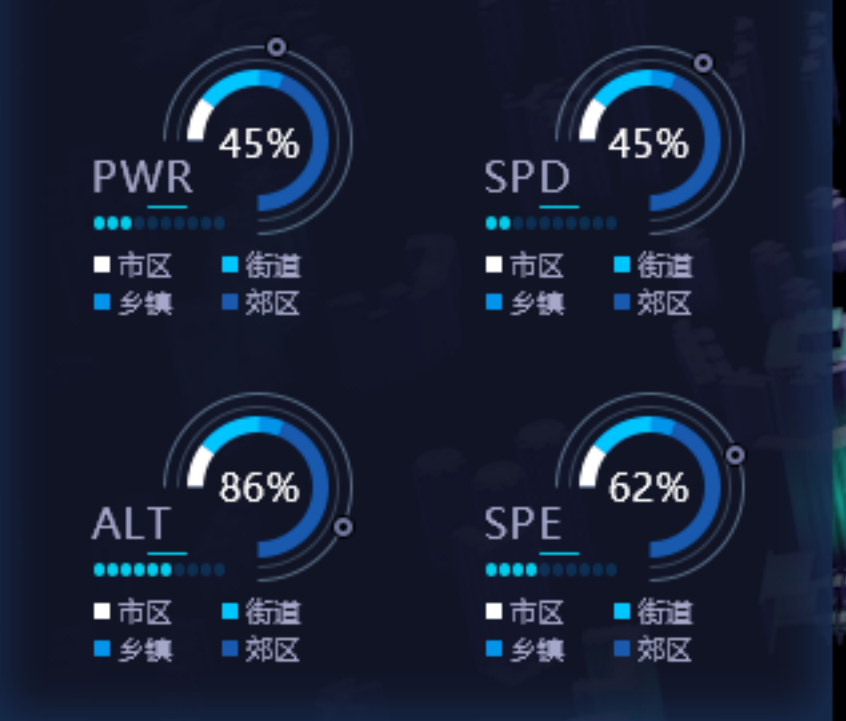 45%
PWR
市区 街道
乡镇 郊区
45%
SPD
市区 街道
乡镇 郊区
86%
ALT
市区 街道
乡镇 郊区
62%
SPE
市区 街道
乡镇 郊区